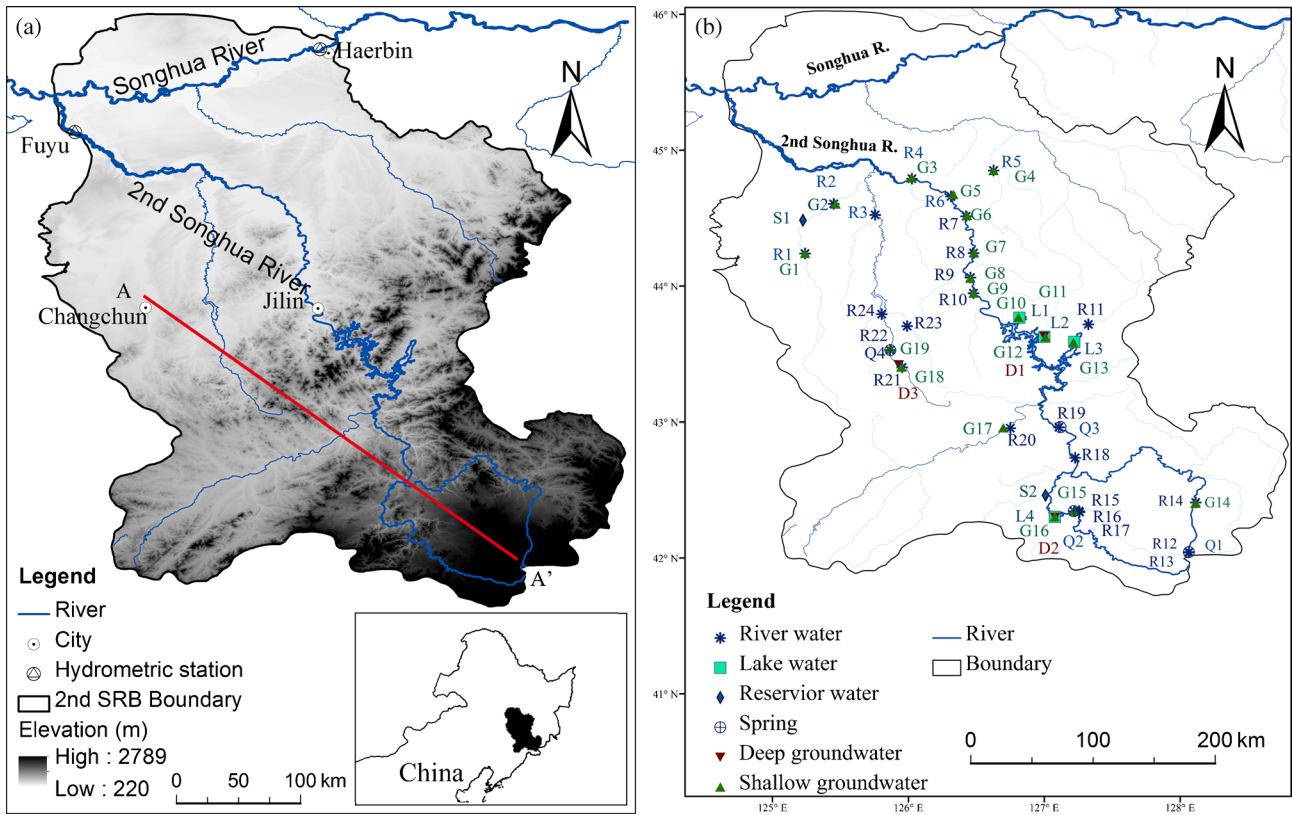 (a)
Songhua River
Haerbin
N
Fuyu
2nd Songhua River
A
Jilin
Changchun
A’
Legend
River
City
Hydrometric station
2nd SRB Boundary
Elevation (m)
High : 2789
Low : 220
0 50 100 km
China
(b)
46° N
45° N
44° N
43° N
42° N
41° N
125° E
126° E
127° E
128° E
Songhua R.
N
2nd Songhua R.
R4
G3
R5
G4
R2
G2
R6
G5
S1
R3
R7
G6
R1
G1
R8
G7
R9
G8
R10
G9
G10
G11
L1
R11
R24
R23
L2
R22
Q4
G19
G12
L3
R21
G18
D1
G13
D3
G17
R20
R19
Q3
R18
S2
G15
R15
R14
G14
L4
R16
G16
R17
D2
Q2
R12
Q1
R13
Legend
River water
River
Lake water
Boundary
Reservior water
Spring
Deep groundwater
Shallow groundwater
0 100 200 km